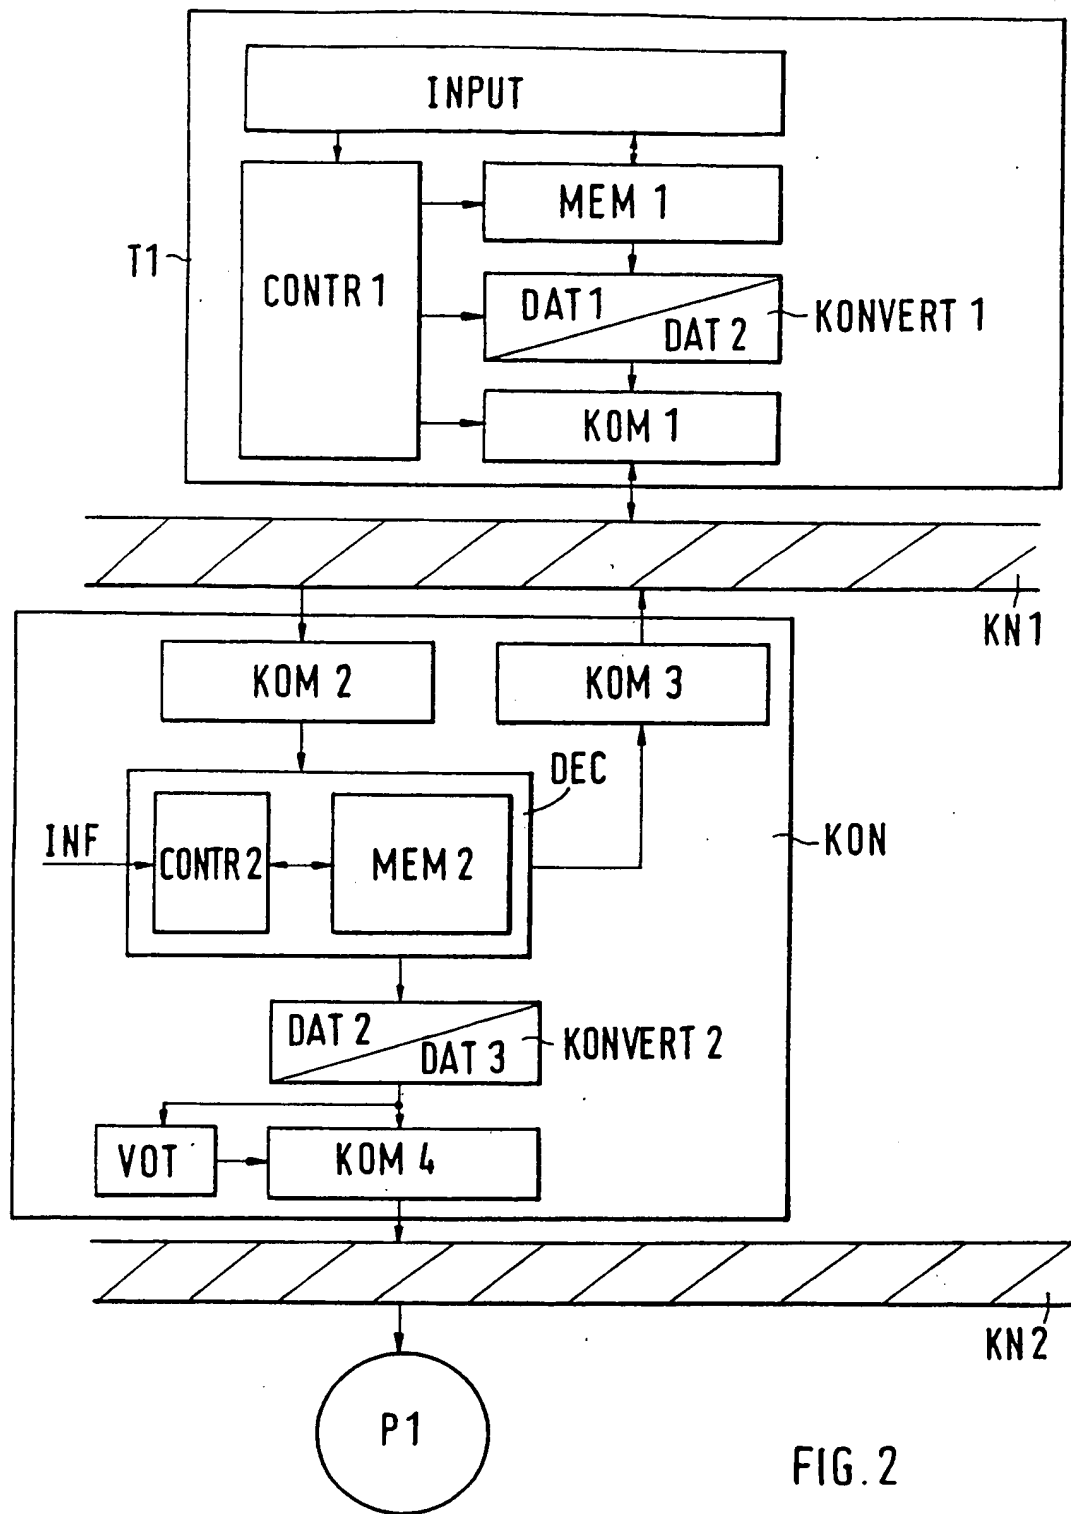 INPUT
MEM 1
T1
CONTR 1
DAT 1
DAT 2
KONVERT 1
KOM 1
KN 1
KOM 2
KOM 3
DEC
INF
CONTR 2
MEM 2
KON
DAT 2
DAT 3
KONVERT 2
VOT
KOM 4
KN 2
P1
FIG. 2